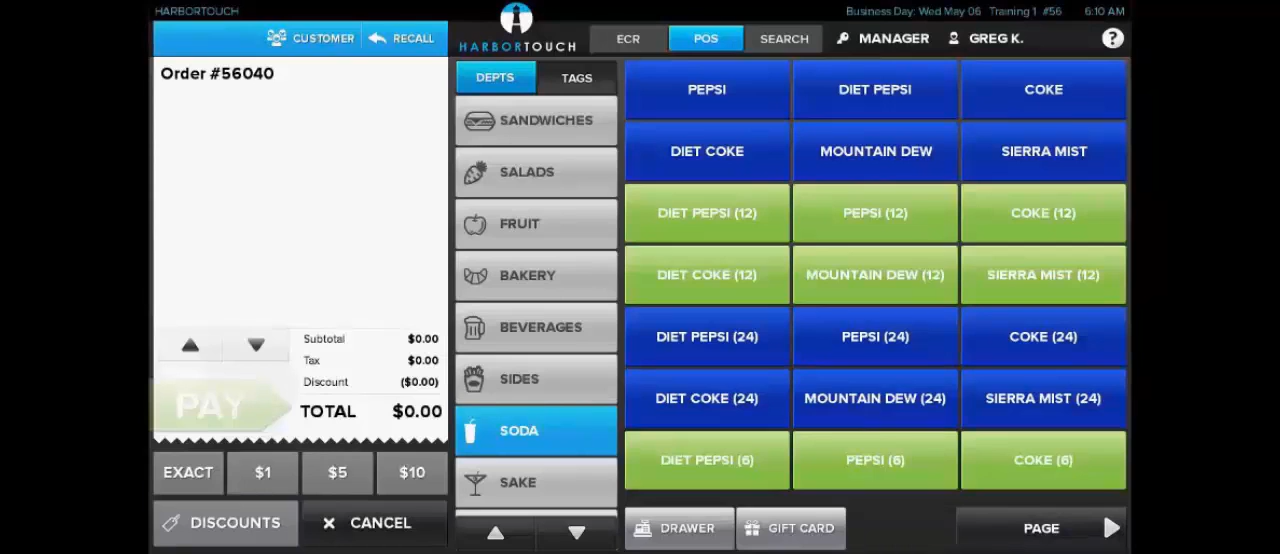 HARBORTOUCH
Business Day: Wed May 06 Training 1 #56 6:10 AM
CUSTOMER RECALL
HARBORTOUCH
ECR POS SEARCH MANAGER GREG K. ?
Order #56040
DEPTS TAGS
SANDWICHES
SALADS
FRUIT
BAKERY
BEVERAGES
SIDES
SODA
SAKE
PEPSI DIET PEPSI COKE
DIET COKE MOUNTAIN DEW SIERRA MIST
DIET PEPSI (12) PEPSI (12) COKE (12)
DIET COKE (12) MOUNTAIN DEW (12) SIERRA MIST (12)
DIET PEPSI (24) PEPSI (24) COKE (24)
DIET COKE (24) MOUNTAIN DEW (24) SIERRA MIST (24)
DIET PEPSI (6) PEPSI (6) COKE (6)
Subtotal $0.00
Tax $0.00
Discount ($0.00)
PAY
TOTAL $0.00
EXACT $1 $5 $10
DISCOUNTS X CANCEL
DRAWER GIFT CARD PAGE